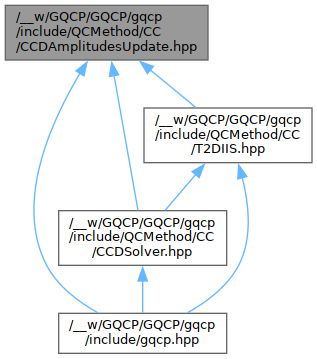 /__w/GQCP/GQCP/gqcp
/include/QCMethod/CC
/CCDAmplitudesUpdate.hpp
/__w/GQCP/GQCP/gqcp
/include/QCMethod/CC
/T2DIIS.hpp
/__w/GQCP/GQCP/gqcp
/include/QCMethod/CC
/CCDSolver.hpp
/__w/GQCP/GQCP/gqcp
/include/gqcp.hpp